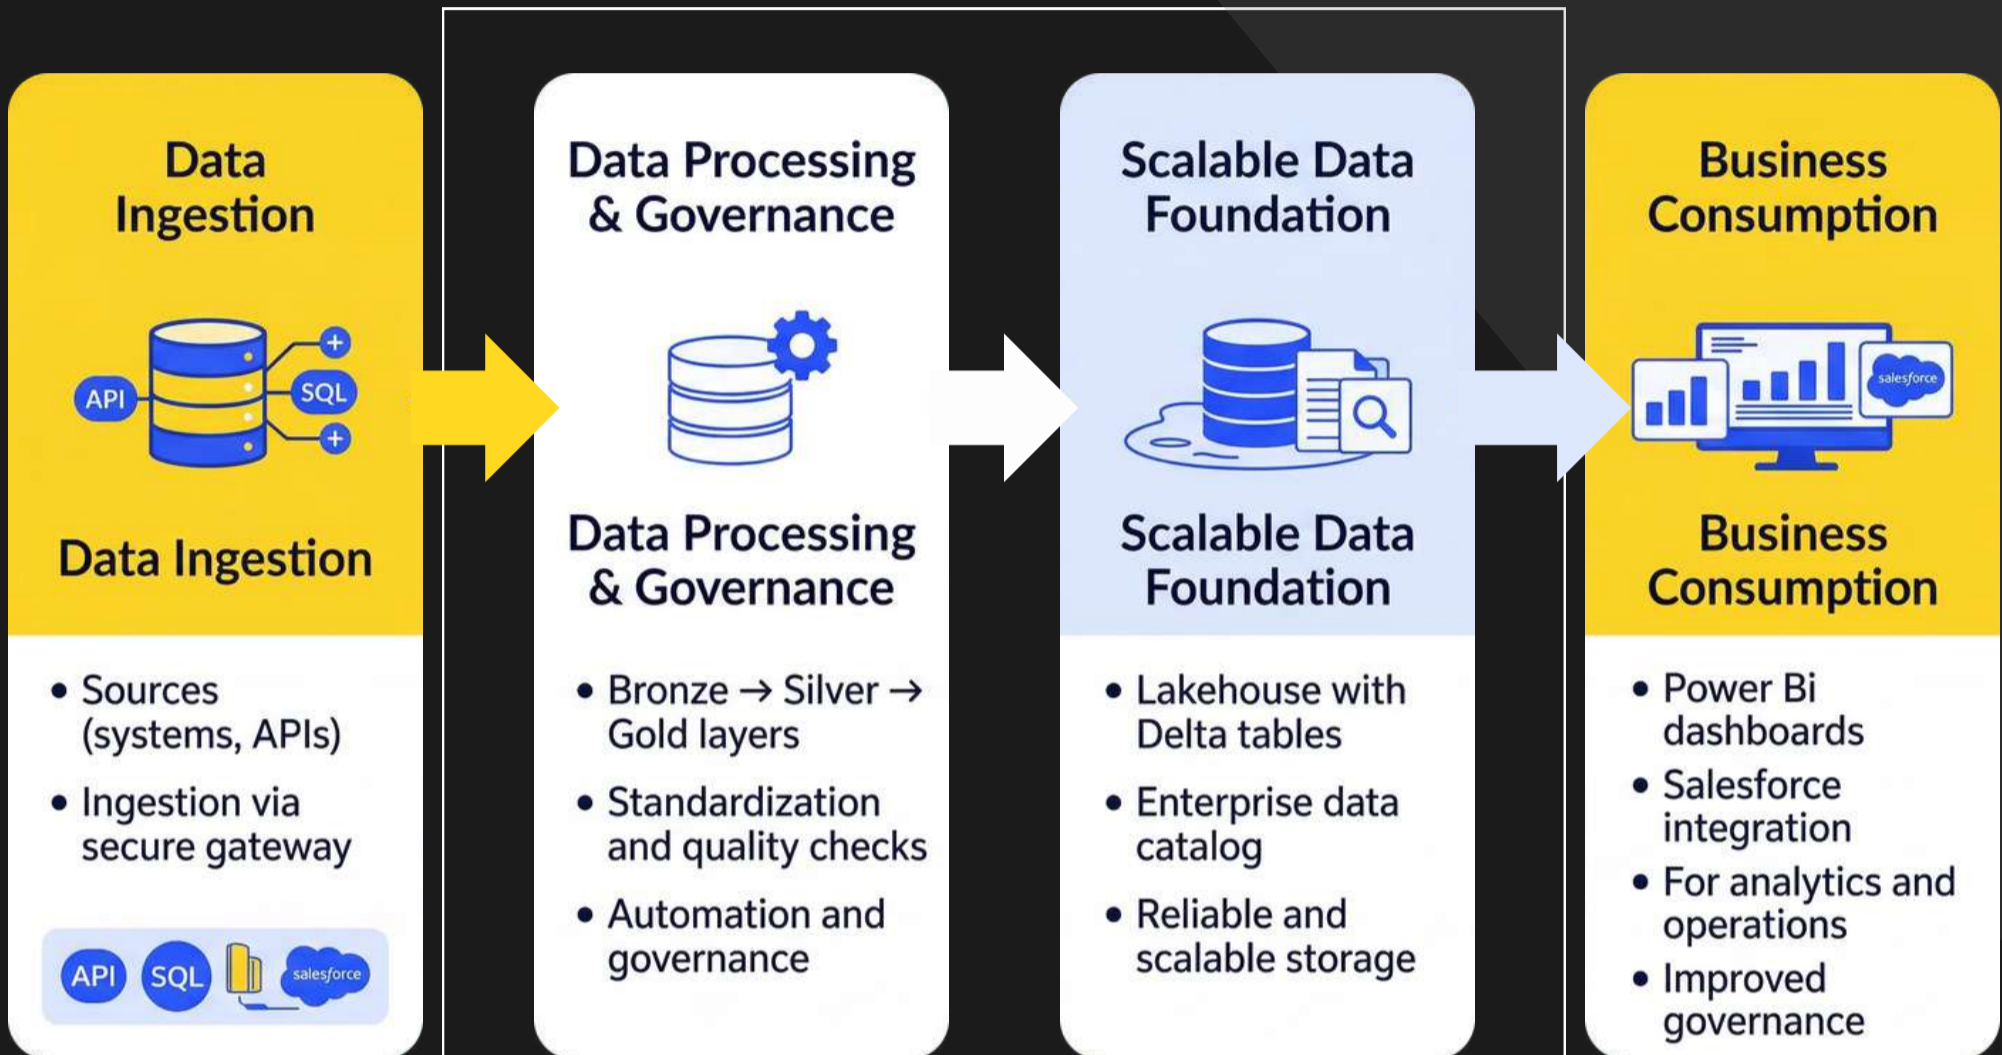 Data
Ingestion
API
SQL
Data Ingestion
• Sources
(systems, APIs)
• Ingestion via
secure gateway
API
SQL
salesforce
Data Processing
& Governance
Data Processing
& Governance
• Bronze → Silver →
Gold layers
• Standardization
and quality checks
• Automation and
governance
Scalable Data
Foundation
Scalable Data
Foundation
• Lakehouse with
Delta tables
• Enterprise data
catalog
• Reliable and
scalable storage
Business
Consumption
salesforce
Business
Consumption
• Power Bi
dashboards
• Salesforce
integration
• For analytics and
operations
• Improved
governance